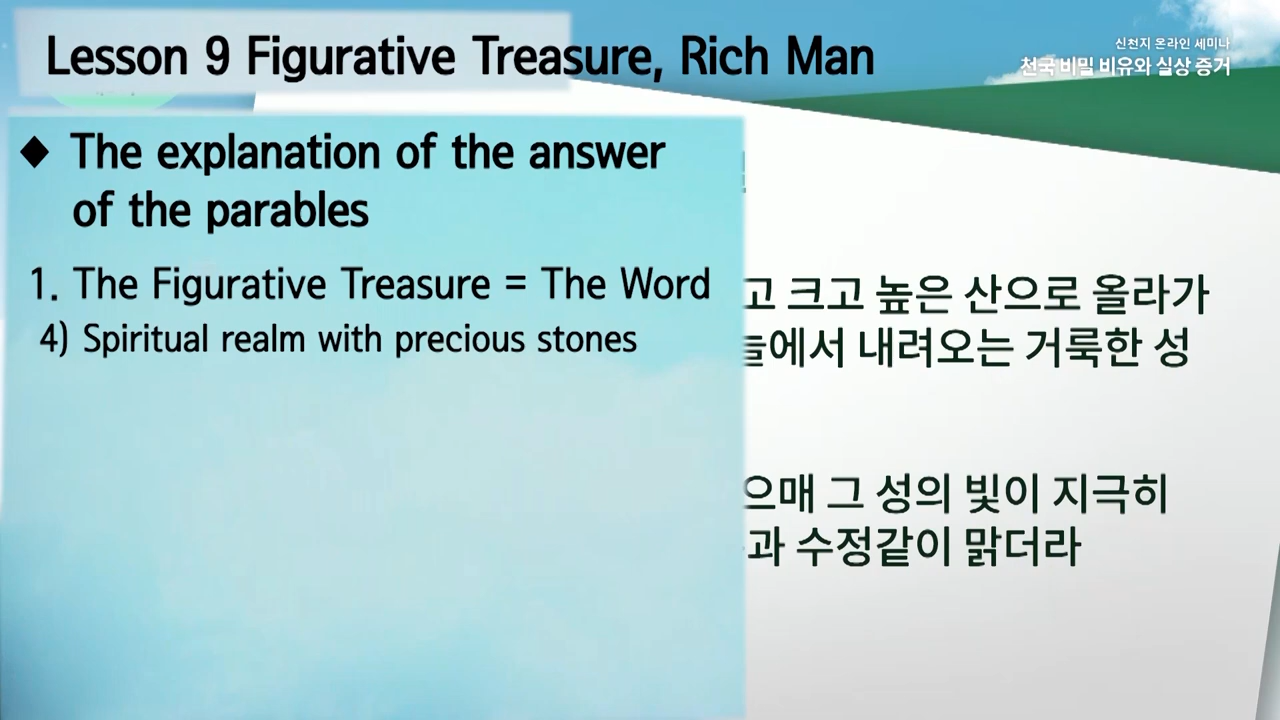 Lesson 9 Figurative Treasure, Rich Man
신천지 온라인 세미나
천국 비밀 비유와 실상 증거
◆ The explanation of the answer
of the parables
1. The Figurative Treasure = The Word
4) Spiritual realm with precious stones
고 크고 높은 산으로 올라가
에서 내려오는 거룩한 성
으매 그 성의 빛이 지극히
과 수정같이 맑더라